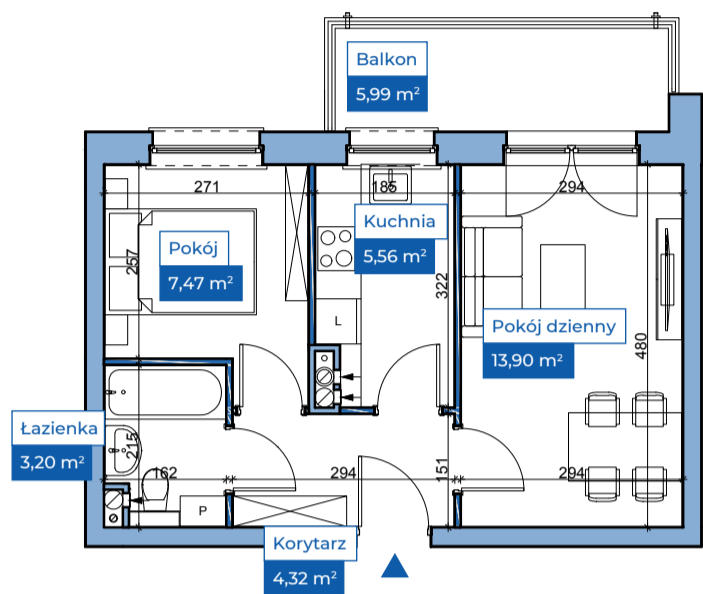 Balkon
5,99 m²
271
185
294
Kuchnia
5,56 m²
Pokój
7,47 m²
257
322
Pokój dzienny
13,90 m²
480
L
Łazienka
3,20 m²
215
162
294
151
294
P
Korytarz
4,32 m²